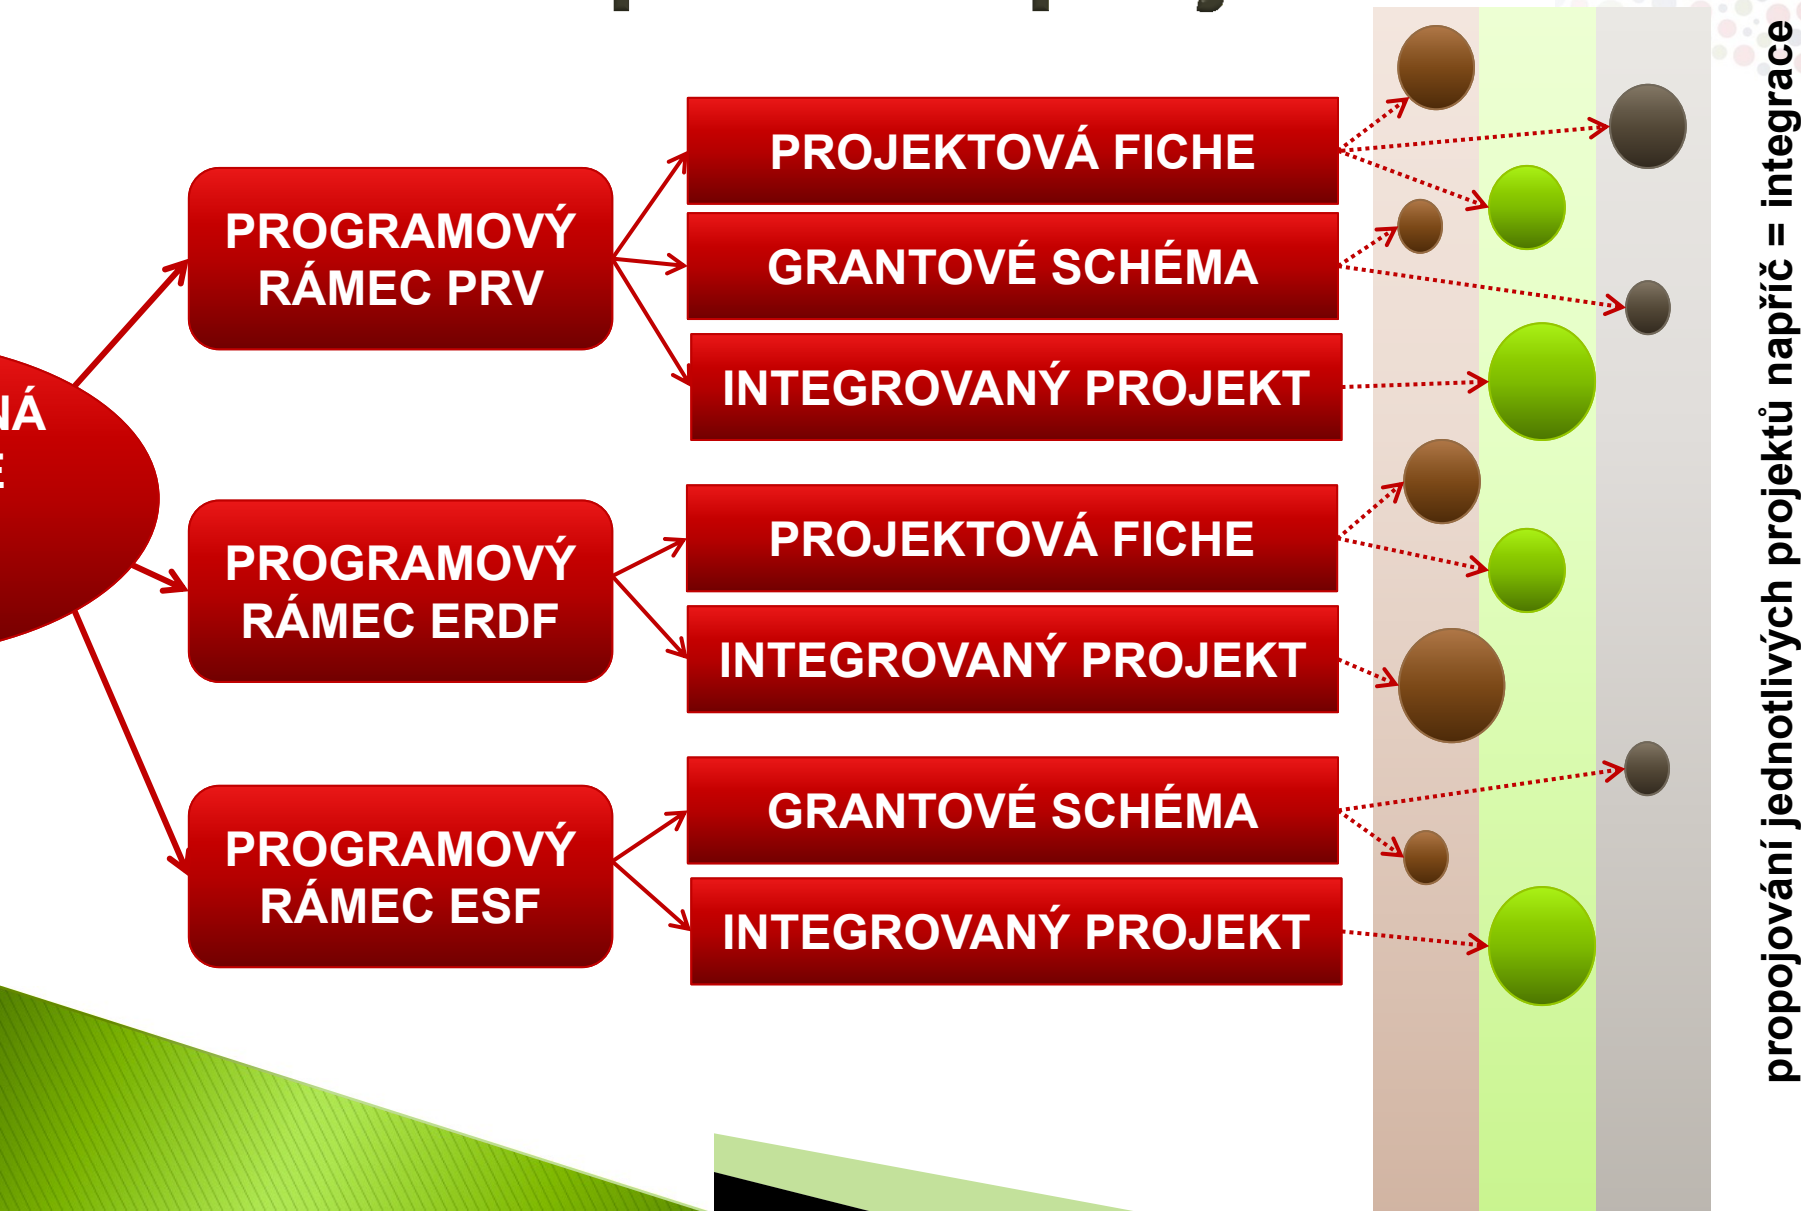 PROGRAMOVÝ
RÁMEC PRV
PROJEKTOVÁ FICHE
GRANTOVÉ SCHÉMA
INTEGROVANÝ PROJEKT
PROGRAMOVÝ
RÁMEC ERDF
PROJEKTOVÁ FICHE
INTEGROVANÝ PROJEKT
PROGRAMOVÝ
RÁMEC ESF
GRANTOVÉ SCHÉMA
INTEGROVANÝ PROJEKT
propojování jednotlivých projektů napříč = integrace